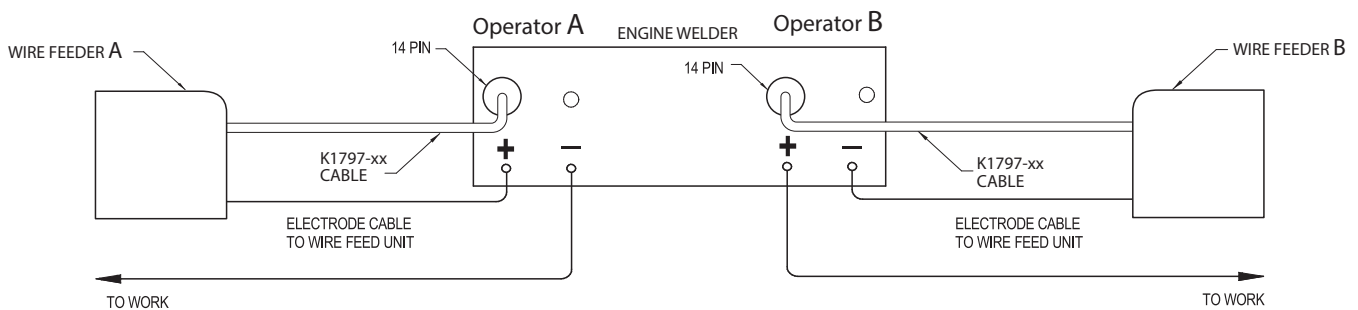 Operator A
ENGINE WELDER
Operator B
WIRE FEEDER A
14 PIN
14 PIN
WIRE FEEDER B
+
–
+
–
K1797-xx
CABLE
K1797-xx
CABLE
ELECTRODE CABLE
TO WIRE FEED UNIT
ELECTRODE CABLE
TO WIRE FEED UNIT
TO WORK
TO WORK